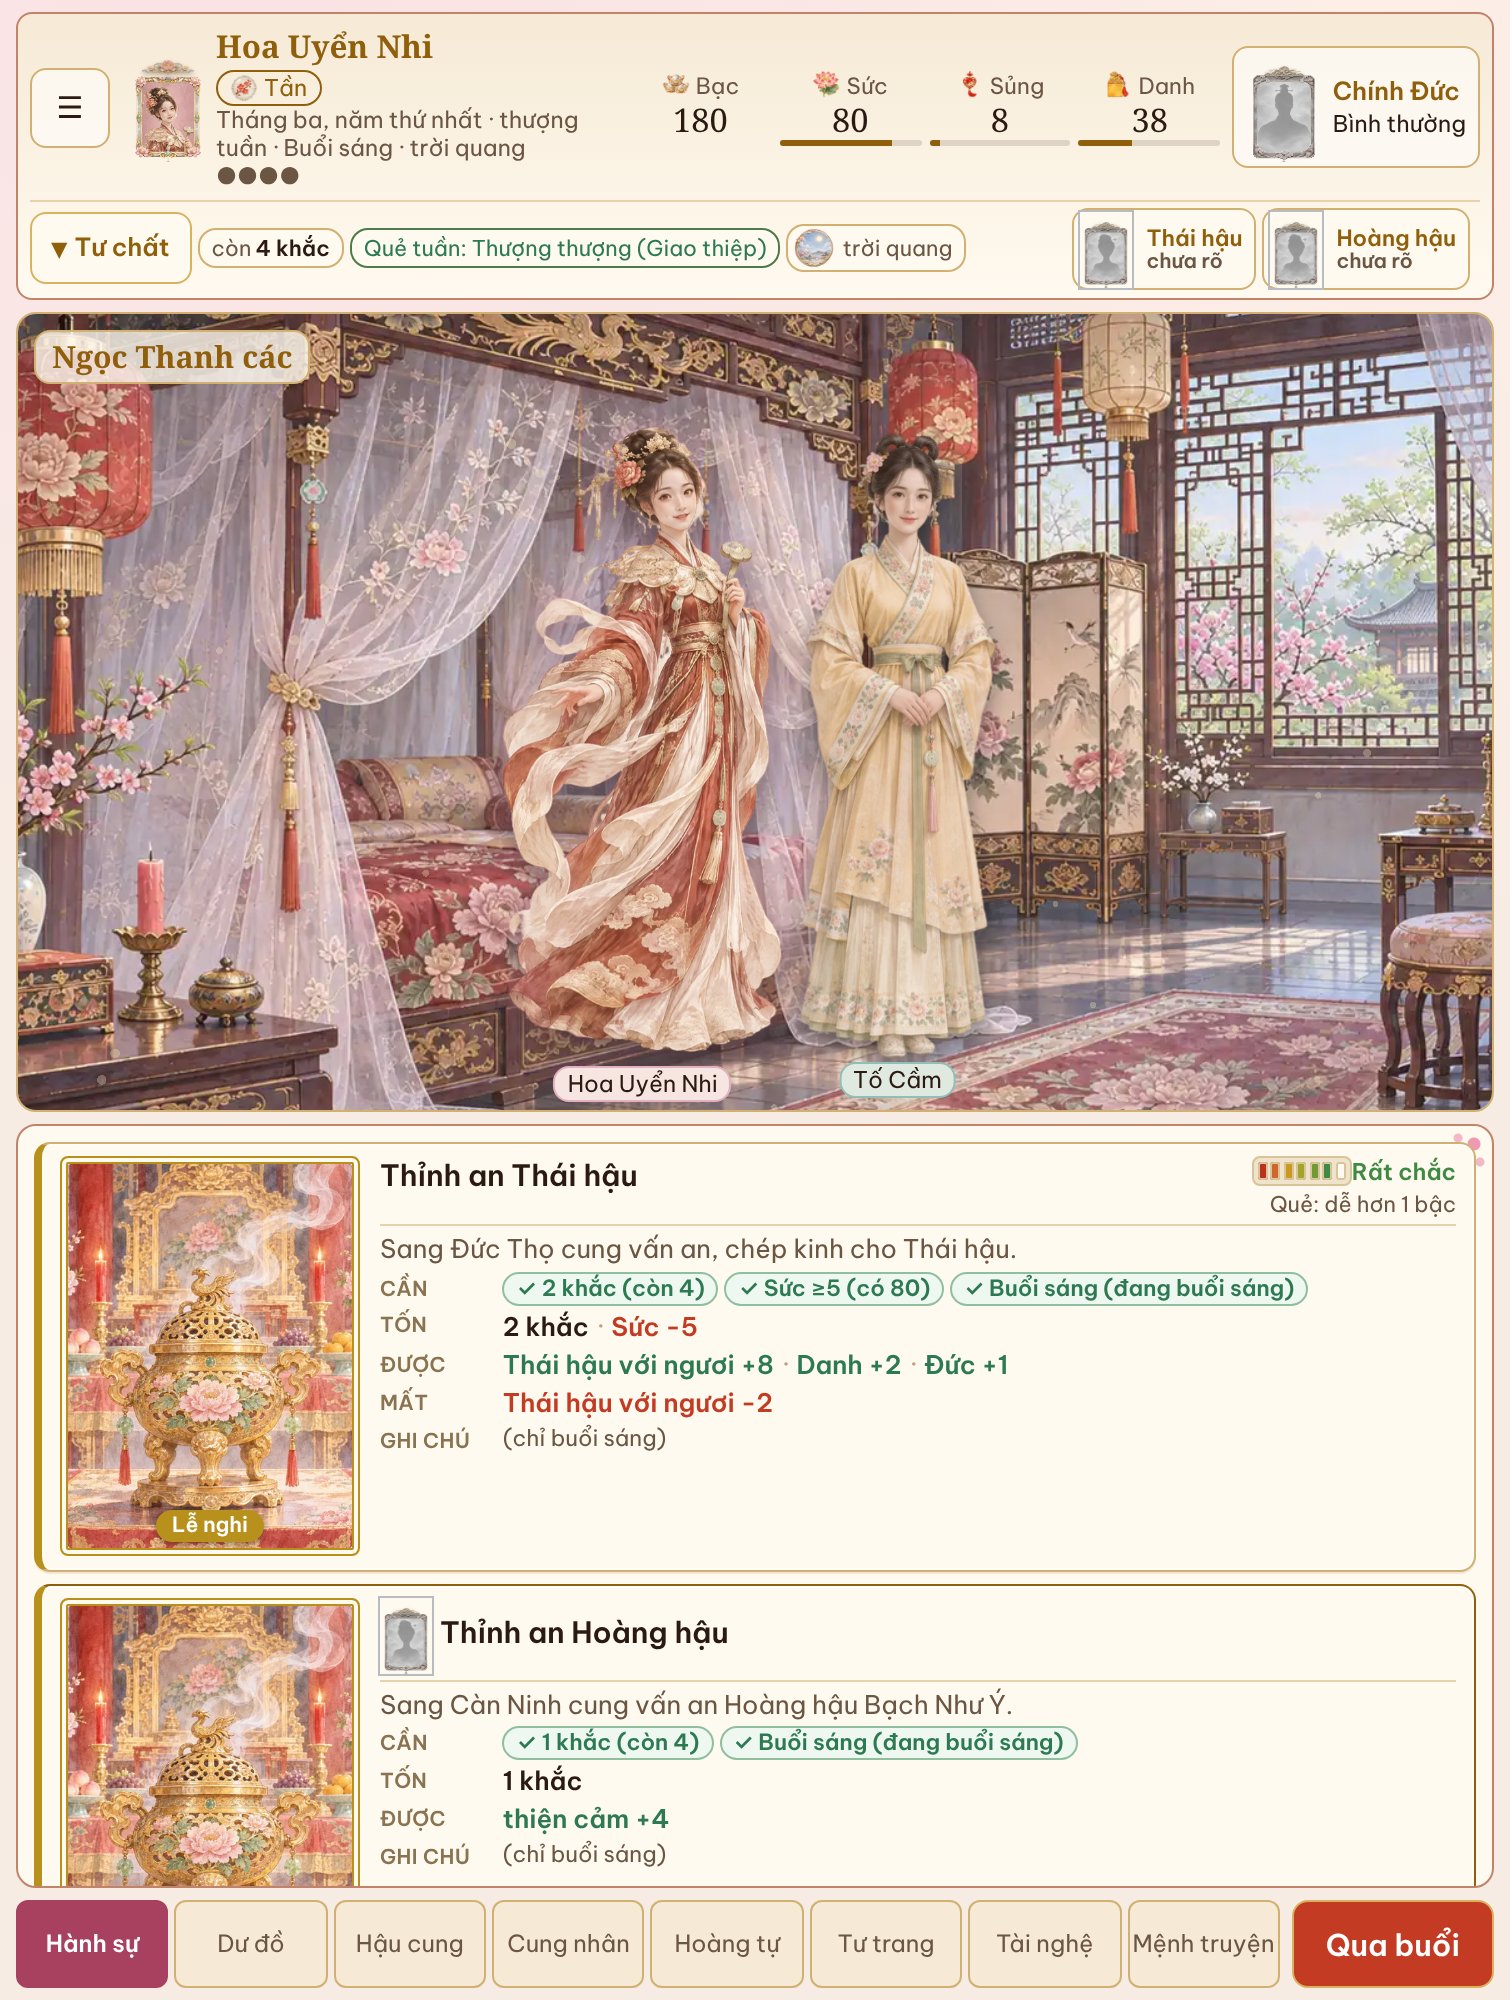 ☰
Hoa Uyển Nhi
Tần
Tháng ba, năm thứ nhất · thượng
tuần · Buổi sáng · trời quang
Bạc
180
Sức
80
Sủng
8
Danh
38
Chính Đức
Bình thường
▼ Tư chất
còn 4 khắc
Quẻ tuần: Thượng thượng (Giao thiệp)
trời quang
Thái hậu
chưa rõ
Hoàng hậu
chưa rõ
Ngọc Thanh các
Hoa Uyển Nhi
Tố Cầm
Lễ nghi
Thỉnh an Thái hậu
Rất chắc
Quẻ: dễ hơn 1 bậc
Sang Đức Thọ cung vấn an, chép kinh cho Thái hậu.
CẦN ✓ 2 khắc (còn 4) ✓ Sức ≥5 (có 80) ✓ Buổi sáng (đang buổi sáng)
TỐN 2 khắc · Sức -5
ĐƯỢC Thái hậu với ngươi +8 · Danh +2 · Đức +1
MẤT Thái hậu với ngươi -2
GHI CHÚ (chỉ buổi sáng)
Thỉnh an Hoàng hậu
Sang Càn Ninh cung vấn an Hoàng hậu Bạch Như Ý.
CẦN ✓ 1 khắc (còn 4) ✓ Buổi sáng (đang buổi sáng)
TỐN 1 khắc
ĐƯỢC thiện cảm +4
GHI CHÚ (chỉ buổi sáng)
Hành sự
Dư đồ
Hậu cung
Cung nhân
Hoàng tự
Tư trang
Tài nghệ
Mệnh truyện
Qua buổi